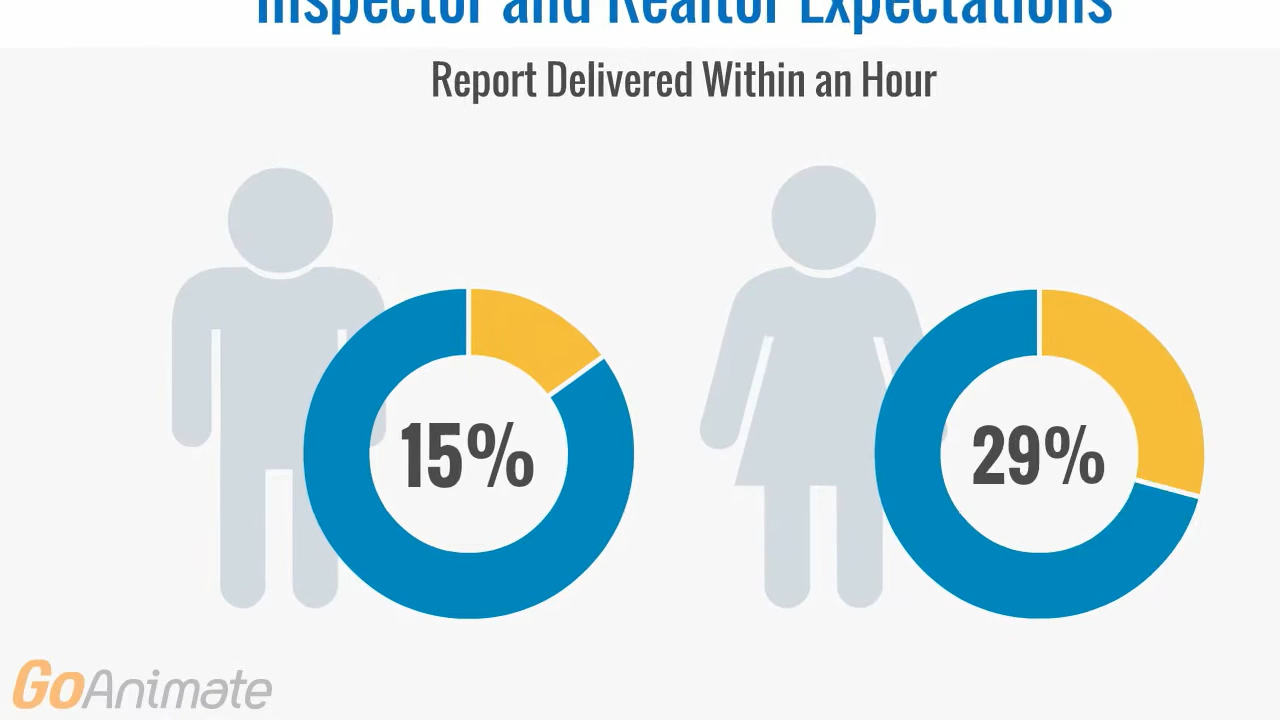 Inspector and Realtor Expectations
Report Delivered Within an Hour
15%
29%
GoAnimate